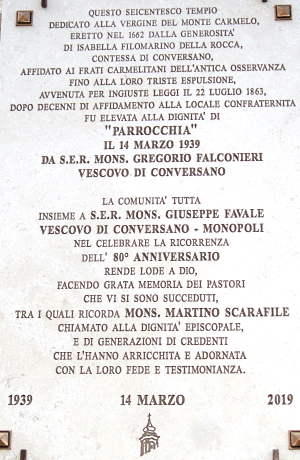 QUESTO SEICENTESCO TEMPIO
DEDICATO ALLA VERGINE DEL MONTE CARMELO,
ERETTO NEL 1662 DALLA GENEROSITA'
DI ISABELLA FILOMARINO DELLA ROCCA,
CONTESSA DI CONVERSANO,
AFFIDATO AI FRATI CARMELITANI DELL'ANTICA OSSERVANZA
FINO ALLA LORO TRISTE ESPULSIONE,
AVVENUTA PER INGIUSTE LEGGI IL 22 LUGLIO 1863,
DOPO DECENNI DI AFFIDAMENTO ALLA LOCALE CONFRATERNITA
FU ELEVATA ALLA DIGNITA' DI
"PARROCCHIA"
IL 14 MARZO 1939
DA S.E.R. MONS. GREGORIO FALCONIERI
VESCOVO DI CONVERSANO
LA COMUNITA' TUTTA
INSIEME A S.E.R. MONS. GIUSEPPE FAVALE
VESCOVO DI CONVERSANO - MONOPOLI
NEL CELEBRARE LA RICORRENZA
DELL' 80° ANNIVERSARIO
RENDE LODE A DIO,
FACENDO GRATA MEMORIA DEI PASTORI
CHE VI SI SONO SUCCEDUTI,
TRA I QUALI RICORDA MONS. MARTINO SCARAFILE
CHIAMATO ALLA DIGNITÀ EPISCOPALE,
E DI GENERAZIONI DI CREDENTI
CHE L'HANNO ARRICCHITA E ADORNATA
CON LA LORO FEDE E TESTIMONIANZA.
1939 14 MARZO 2019